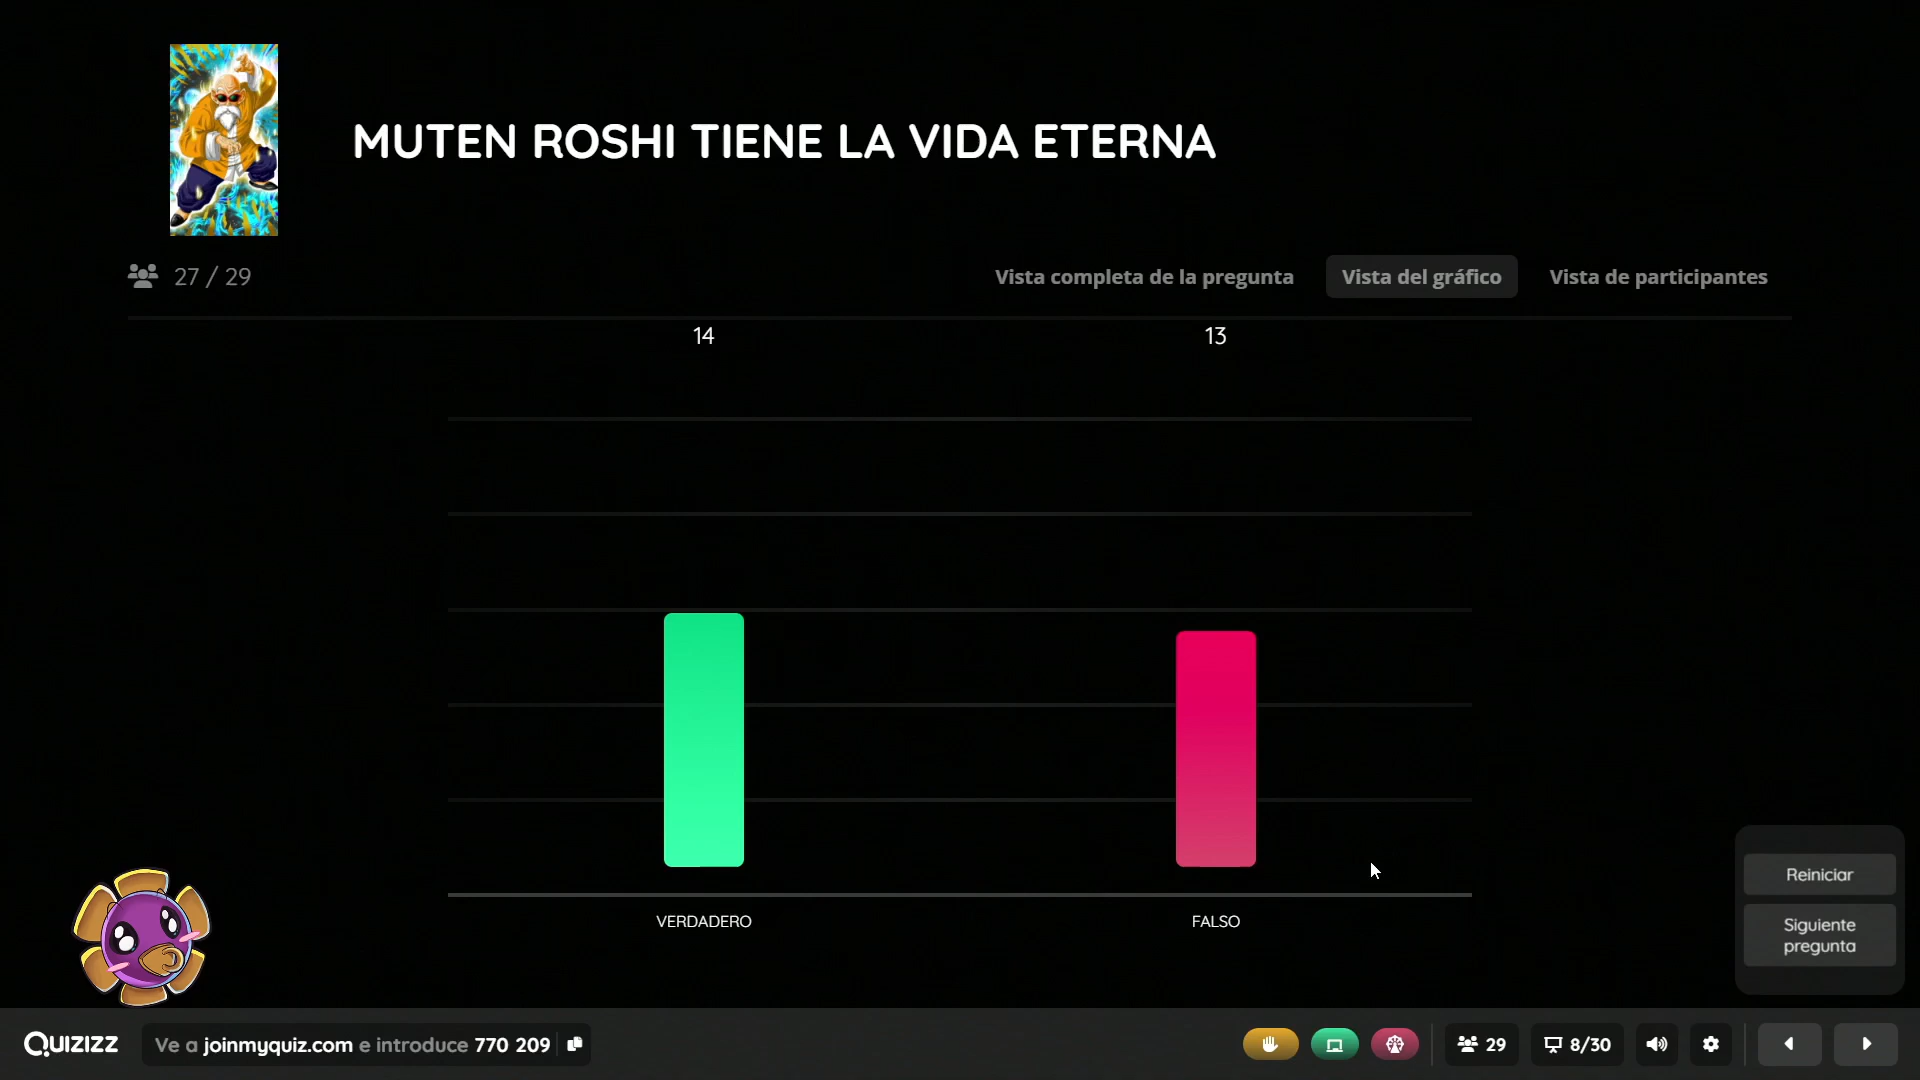 MUTEN ROSHI TIENE LA VIDA ETERNA
27 / 29
Vista completa de la pregunta
Vista del gráfico
Vista de participantes
14
13
VERDADERO
FALSO
Reiniciar
Siguiente
pregunta
QUIZIZZ
Ve a joinmyquiz.com e introduce 770 209
29
8/30